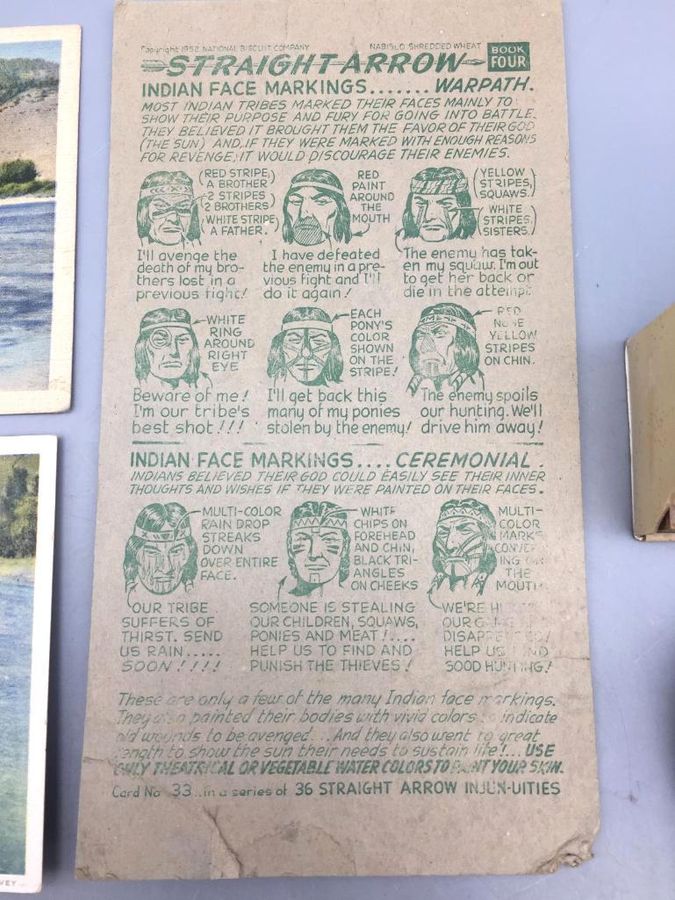 Copyright 1952 NATIONAL BISCUIT COMPANY
NABISCO SHREDDED WHEAT
BOOK FOUR
STRAIGHT ARROW
INDIAN FACE MARKINGS....... WARPATH.
MOST INDIAN TRIBES MARKED THEIR FACES MAINLY TO
SHOW THEIR PURPOSE AND FURY FOR GOING INTO BATTLE.
THEY BELIEVED IT BROUGHT THEM THE FAVOR OF THEIR GOD
(THE SUN) AND, IF THEY WERE MARKED WITH ENOUGH REASONS
FOR REVENGE, IT WOULD DISCOURAGE THEIR ENEMIES.
(RED STRIPE,)
A BROTHER
2 STRIPES
2 BROTHERS)
(WHITE STRIPE)
A FATHER.
I'll avenge the
death of my bro-
thers lost in a
previous fight!
RED
PAINT
AROUND
THE
MOUTH
I have defeated
the enemy in a pre-
vious fight and I'll
do it again!
(YELLOW
STRIPES,
SQUAWS.)
(WHITE
STRIPES,
SISTERS.)
The enemy has tak-
en my squaw. I'm out
to get her back or
die in the attempt
WHITE
RING
AROUND
RIGHT
EYE
Beware of me!
I'm our tribe's
best shot!!!
EACH
PONY'S
COLOR
SHOWN
ON THE
STRIPE!
I'll get back this
many of my ponies
stolen by the enemy!
RED
YELLOW
STRIPES
ON CHIN.
The enemy spoils
our hunting. We'll
drive him away!
INDIAN FACE MARKINGS.... CEREMONIAL.
INDIANS BELIEVED THEIR GOD COULD EASILY SEE THEIR INNER
THOUGHTS AND WISHES IF THEY WERE PAINTED ON THEIR FACES.
MULTI-COLOR
RAIN DROP
STREAKS
DOWN
OVER ENTIRE
FACE.
OUR TRIBE
SUFFERS OF
THIRST. SEND
US RAIN.....
SOON!!!!
WHITE
CHIPS ON
FOREHEAD
AND CHIN,
BLACK TRI-
ANGLES
ON CHEEKS
SOMEONE IS STEALING
OUR CHILDREN, SQUAWS,
PONIES AND MEAT!....
HELP US TO FIND AND
PUNISH THE THIEVES!
MULTI-
COLOR
MARKS
THE
MOUTH
WE'RE
OUR
HELP US
GOOD HUNTING!
These are only a few of the many Indian face markings.
They also painted their bodies with vivid colors to indicate
old wounds to be avenged... And they also went to great
length to show the sun their needs to sustain life!... USE
ONLY THEATRICAL OR VEGETABLE WATER COLORS TO PAINT YOUR SKIN.
Card No. 33..in a series of 36 STRAIGHT ARROW INJUN-UITIES